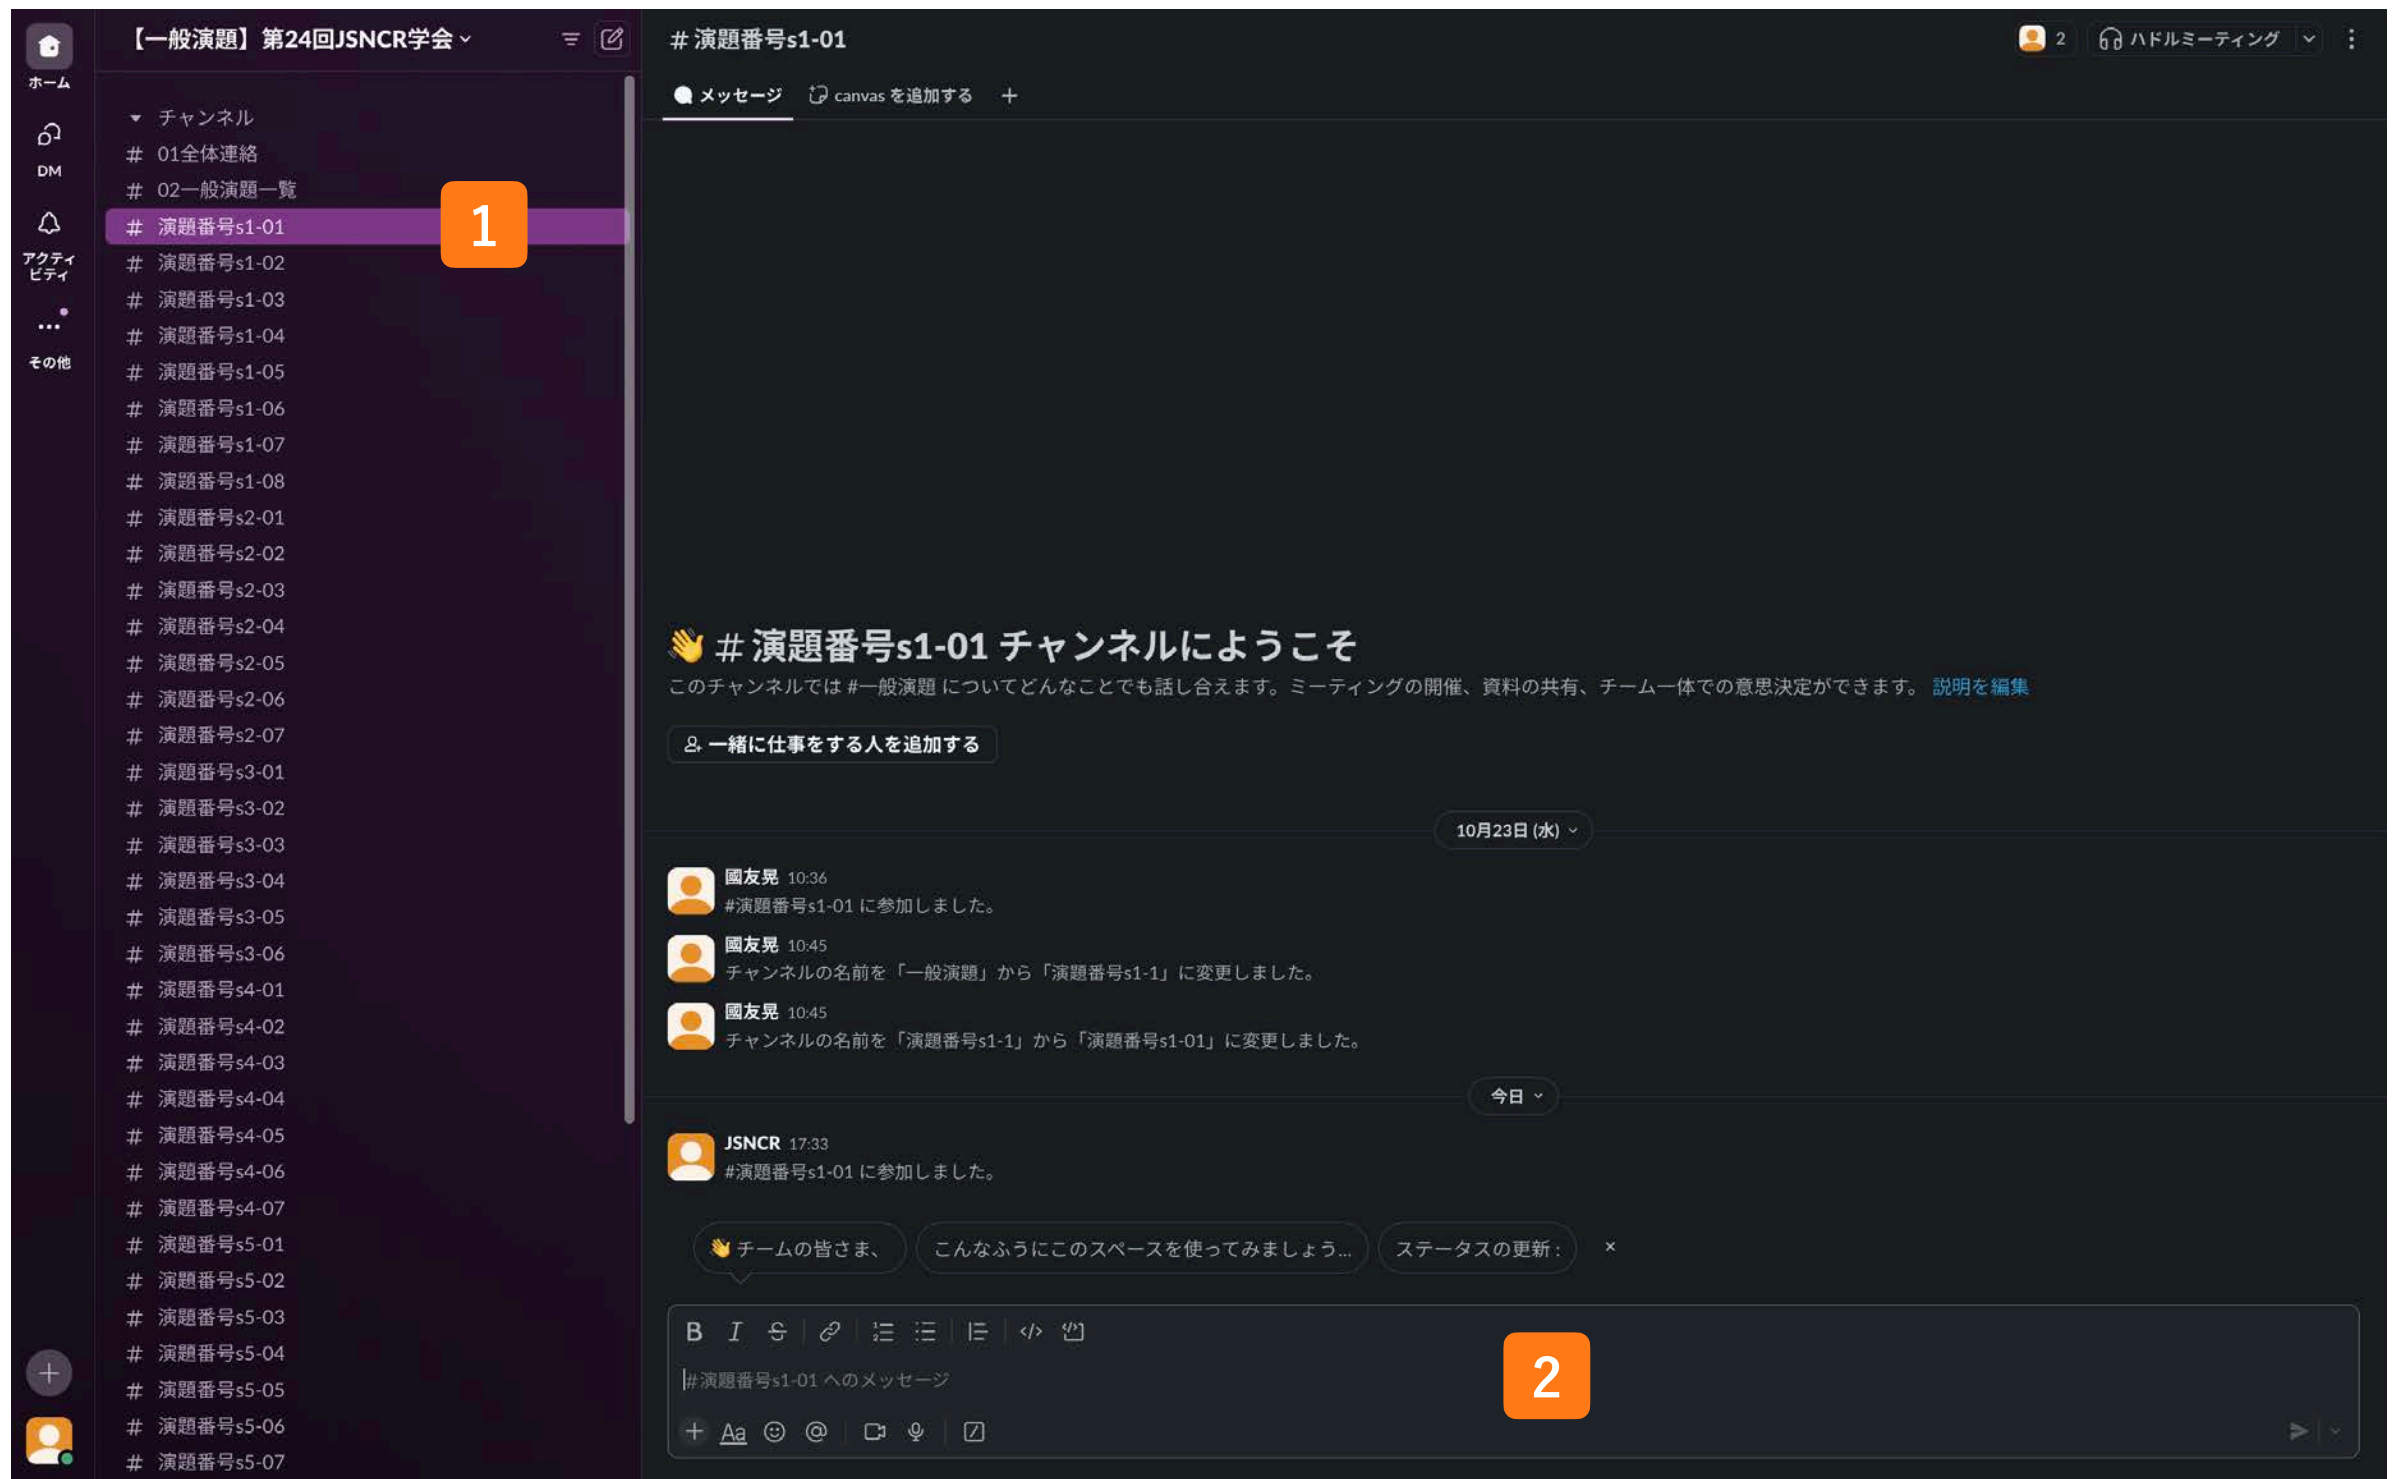 ホーム
DM
アクティ
ビティ
その他
【一般演題】第24回JSNCR学会
チャンネル
# 01全体連絡
# 02一般演題一覧
# 演題番号s1-01
1
# 演題番号s1-02
# 演題番号s1-03
# 演題番号s1-04
# 演題番号s1-05
# 演題番号s1-06
# 演題番号s1-07
# 演題番号s1-08
# 演題番号s2-01
# 演題番号s2-02
# 演題番号s2-03
# 演題番号s2-04
# 演題番号s2-05
# 演題番号s2-06
# 演題番号s2-07
# 演題番号s3-01
# 演題番号s3-02
# 演題番号s3-03
# 演題番号s3-04
# 演題番号s3-05
# 演題番号s3-06
# 演題番号s4-01
# 演題番号s4-02
# 演題番号s4-03
# 演題番号s4-04
# 演題番号s4-05
# 演題番号s4-06
# 演題番号s4-07
# 演題番号s5-01
# 演題番号s5-02
# 演題番号s5-03
# 演題番号s5-04
# 演題番号s5-05
# 演題番号s5-06
# 演題番号s5-07
# 演題番号s1-01
2 ハドルミーティング
メッセージ canvas を追加する +
👋 # 演題番号s1-01 チャンネルにようこそ
このチャンネルでは #一般演題 についてどんなことでも話し合えます。ミーティングの開催、資料の共有、チーム一体での意思決定ができます。 説明を編集
一緒に仕事をする人を追加する
10月23日 (水)
國友晃 10:36
#演題番号s1-01 に参加しました。
國友晃 10:45
チャンネルの名前を「一般演題」から「演題番号s1-1」に変更しました。
國友晃 10:45
チャンネルの名前を「演題番号s1-1」から「演題番号s1-01」に変更しました。
今日
JSNCR 17:33
#演題番号s1-01 に参加しました。
👋 チームの皆さま、 こんなふうにこのスペースを使ってみましょう... ステータスの更新 : ×
B I S
#演題番号s1-01 へのメッセージ
2
+ Aa @